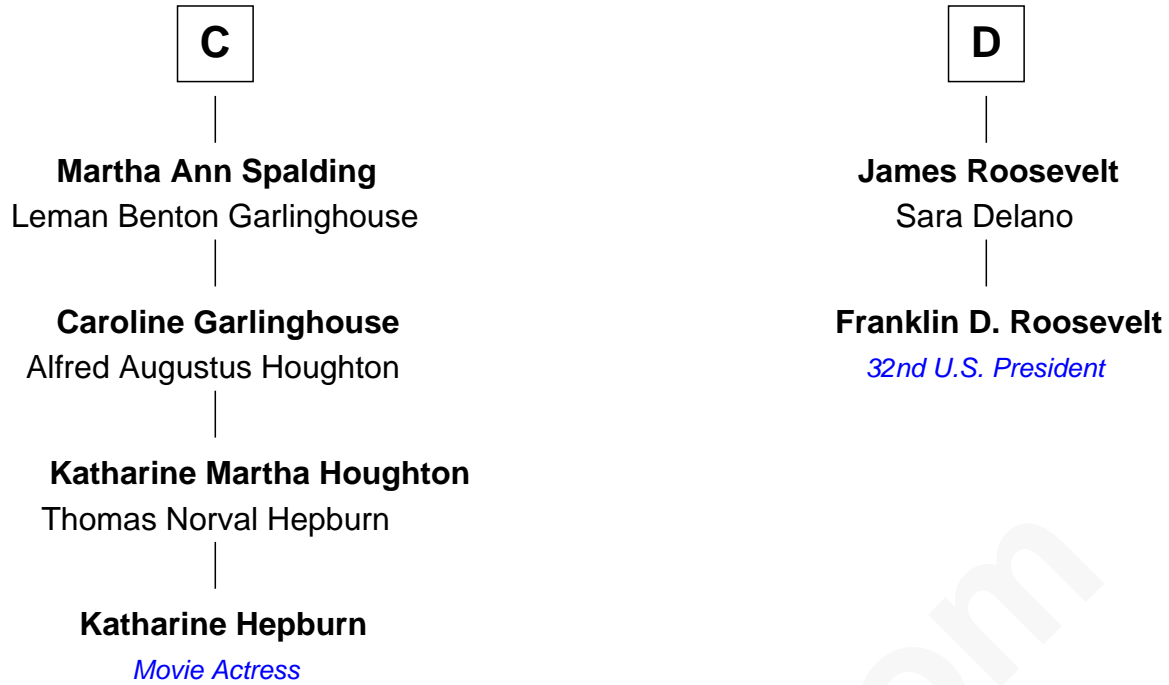 C
Martha Ann Spalding
Leman Benton Garlinghouse
Caroline Garlinghouse
Alfred Augustus Houghton
Katharine Martha Houghton
Thomas Norval Hepburn
Katharine Hepburn
Movie Actress
D
James Roosevelt
Sara Delano
Franklin D. Roosevelt
32nd U.S. President
om